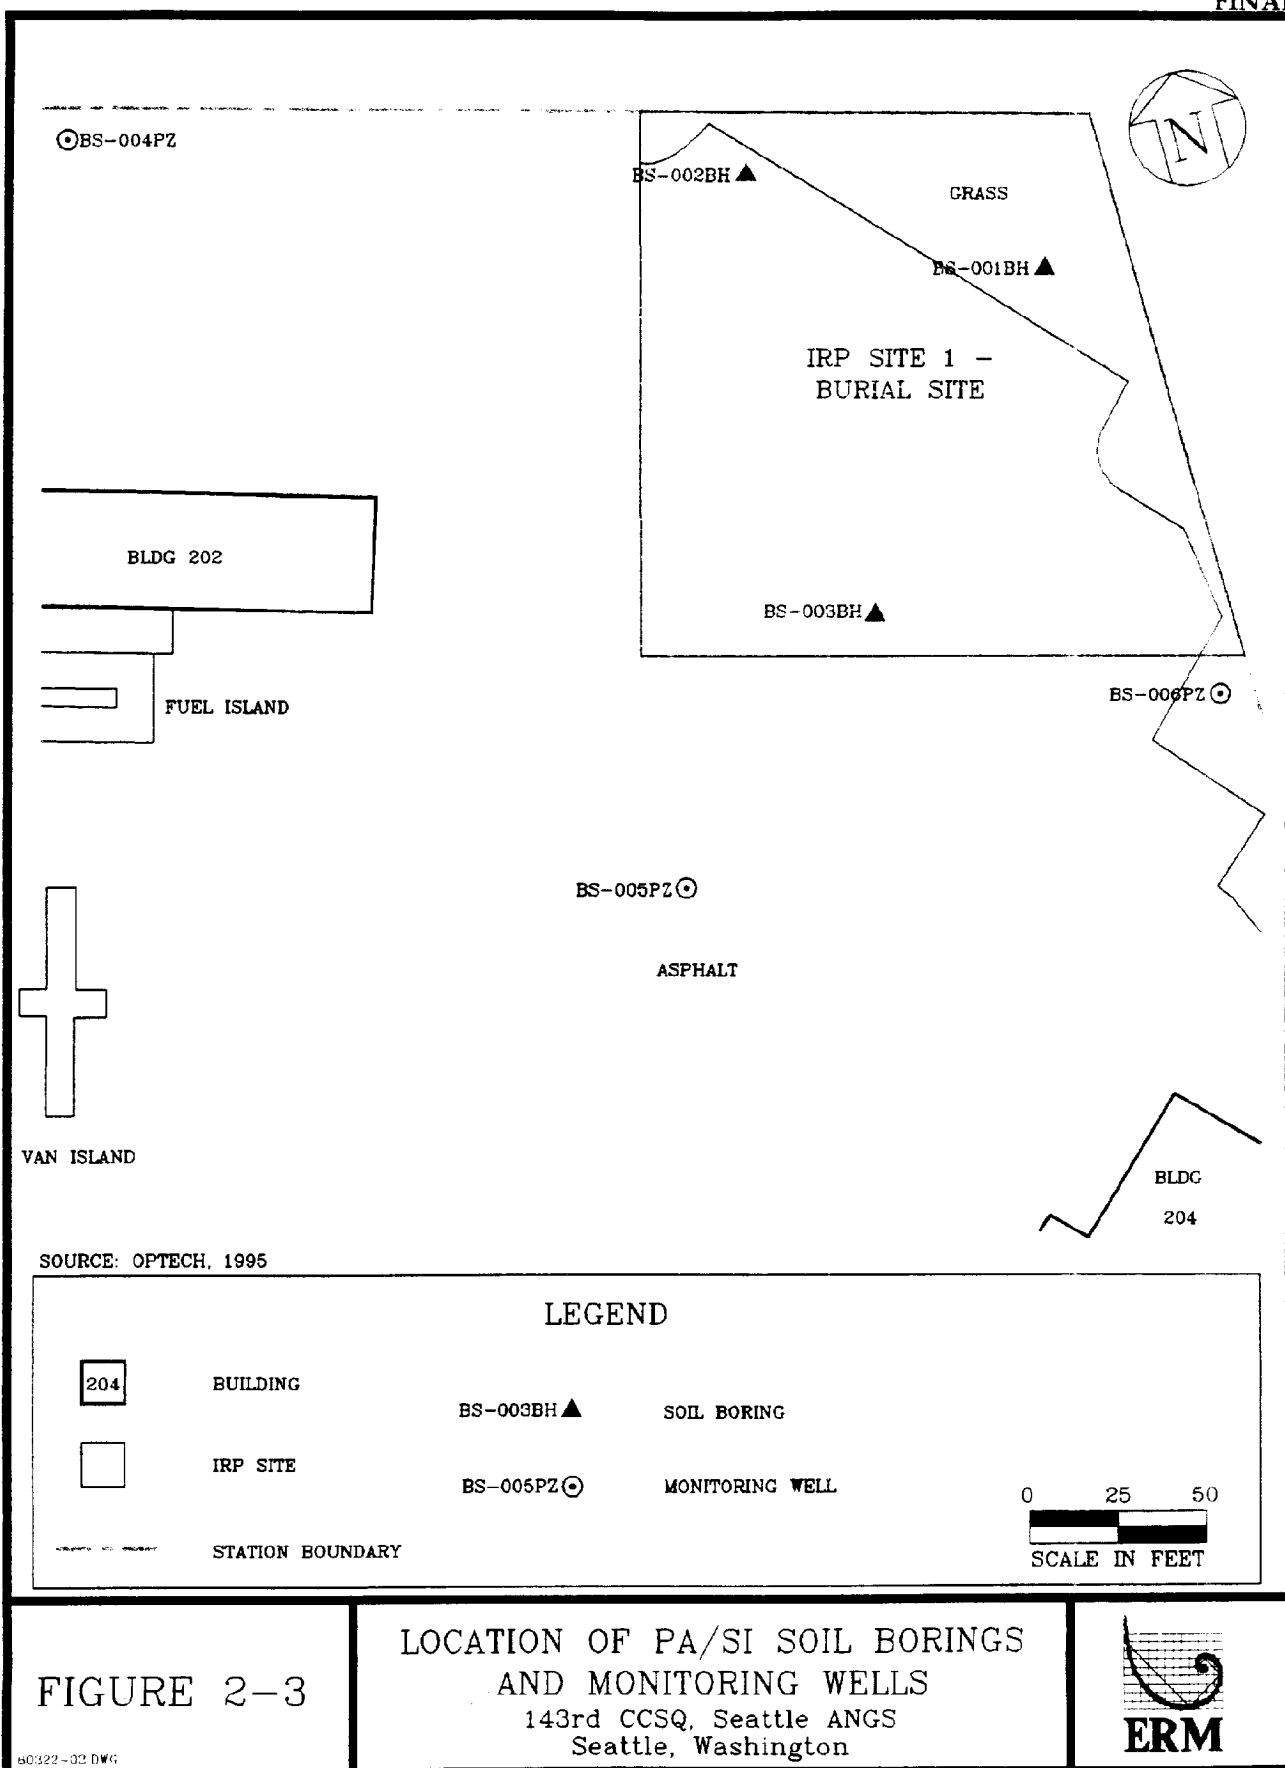 FINAL
BS-004PZ
N
BS-002BH
GRASS
BS-001BH
IRP SITE 1 –
BURIAL SITE
BLDG 202
BS-003BH
BS-006PZ
FUEL ISLAND
BS-005PZ
ASPHALT
VAN ISLAND
BLDG
204
SOURCE: OPTECH, 1995
LEGEND
204 BUILDING
BS-003BH SOIL BORING
IRP SITE
BS-005PZ MONITORING WELL
0 25 50
SCALE IN FEET
STATION BOUNDARY
FIGURE 2-3
60322-03 DWG
LOCATION OF PA/SI SOIL BORINGS
AND MONITORING WELLS
143rd CCSQ, Seattle ANGS
Seattle, Washington
ERM